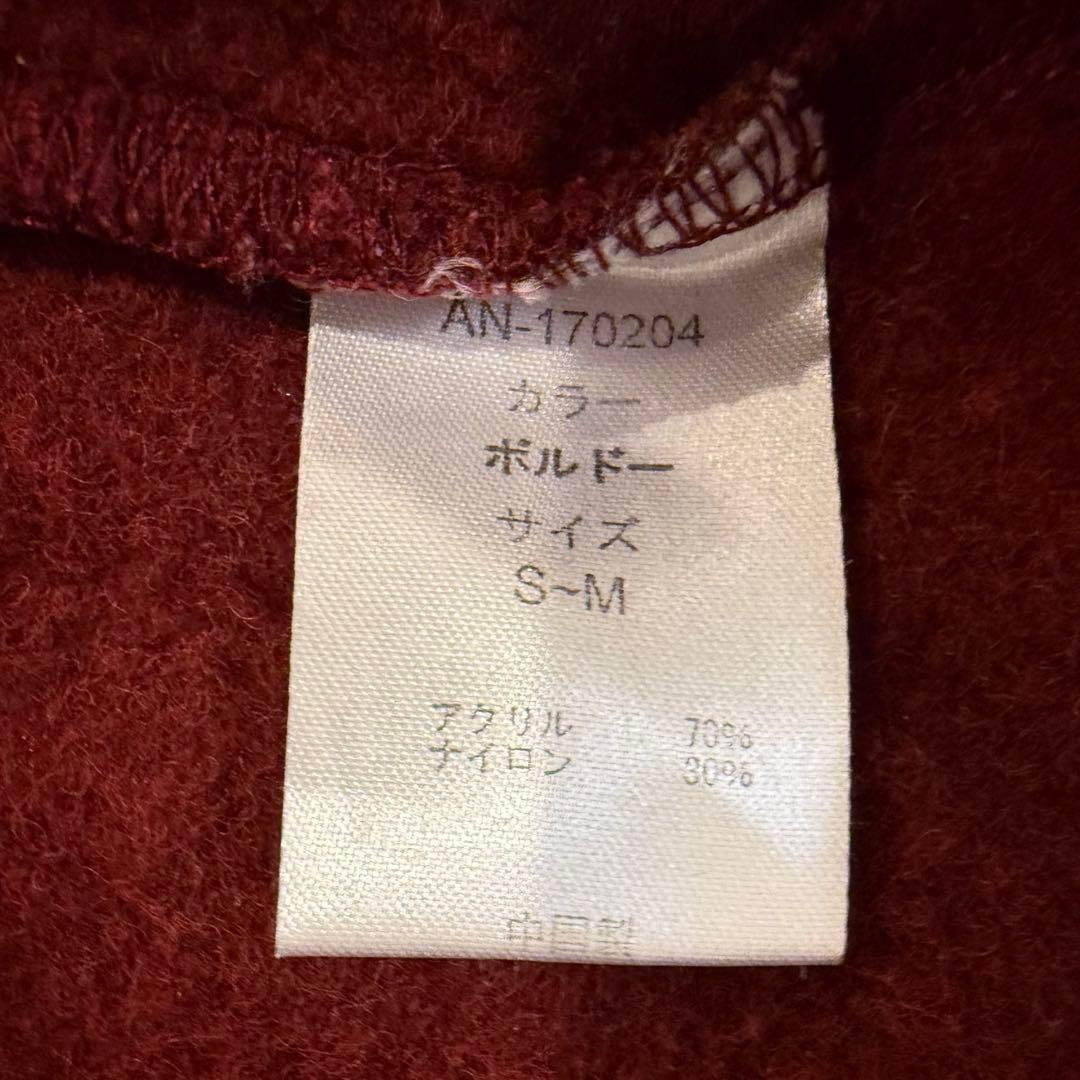 AN-170204
カラー
ボルドー
サイズ
S~M
アクリル 70%
ナイロン 30%
中国製